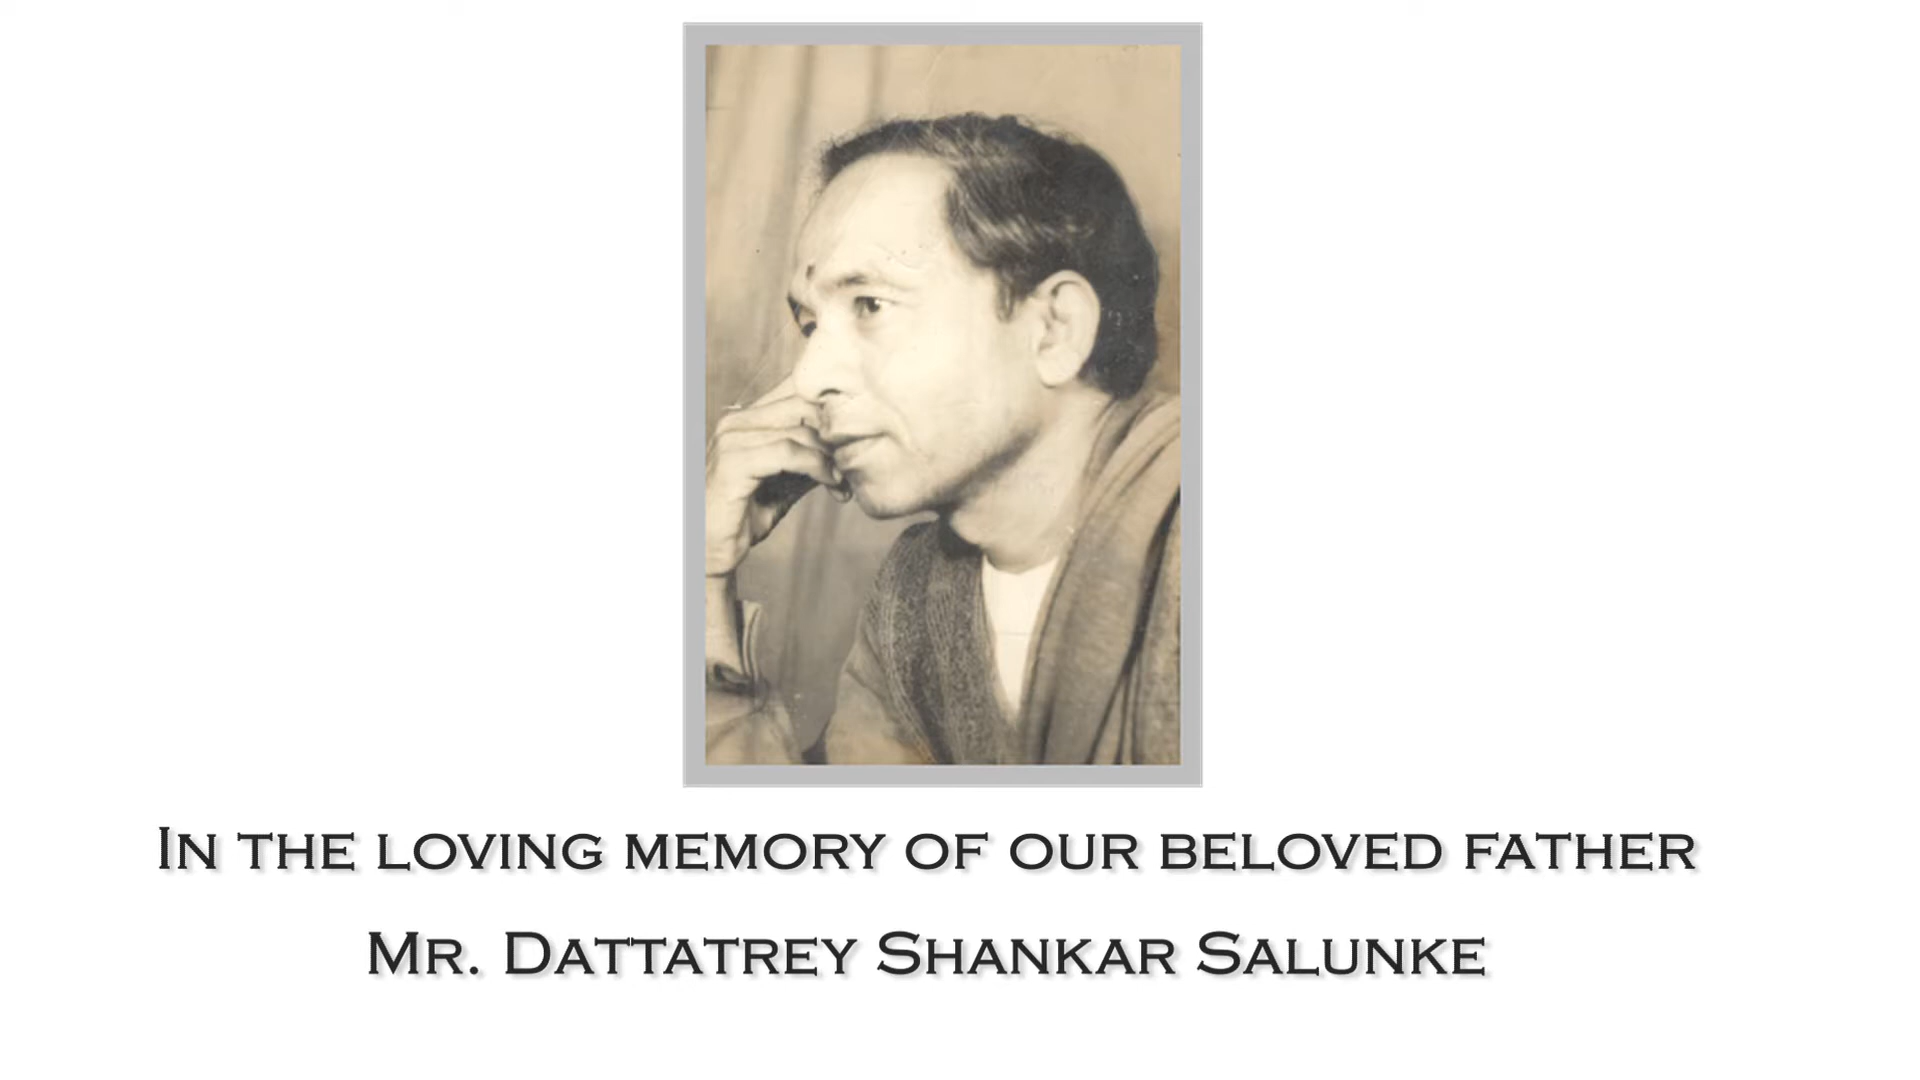 In the loving memory of our beloved father
Mr. Dattatrey Shankar Salunke